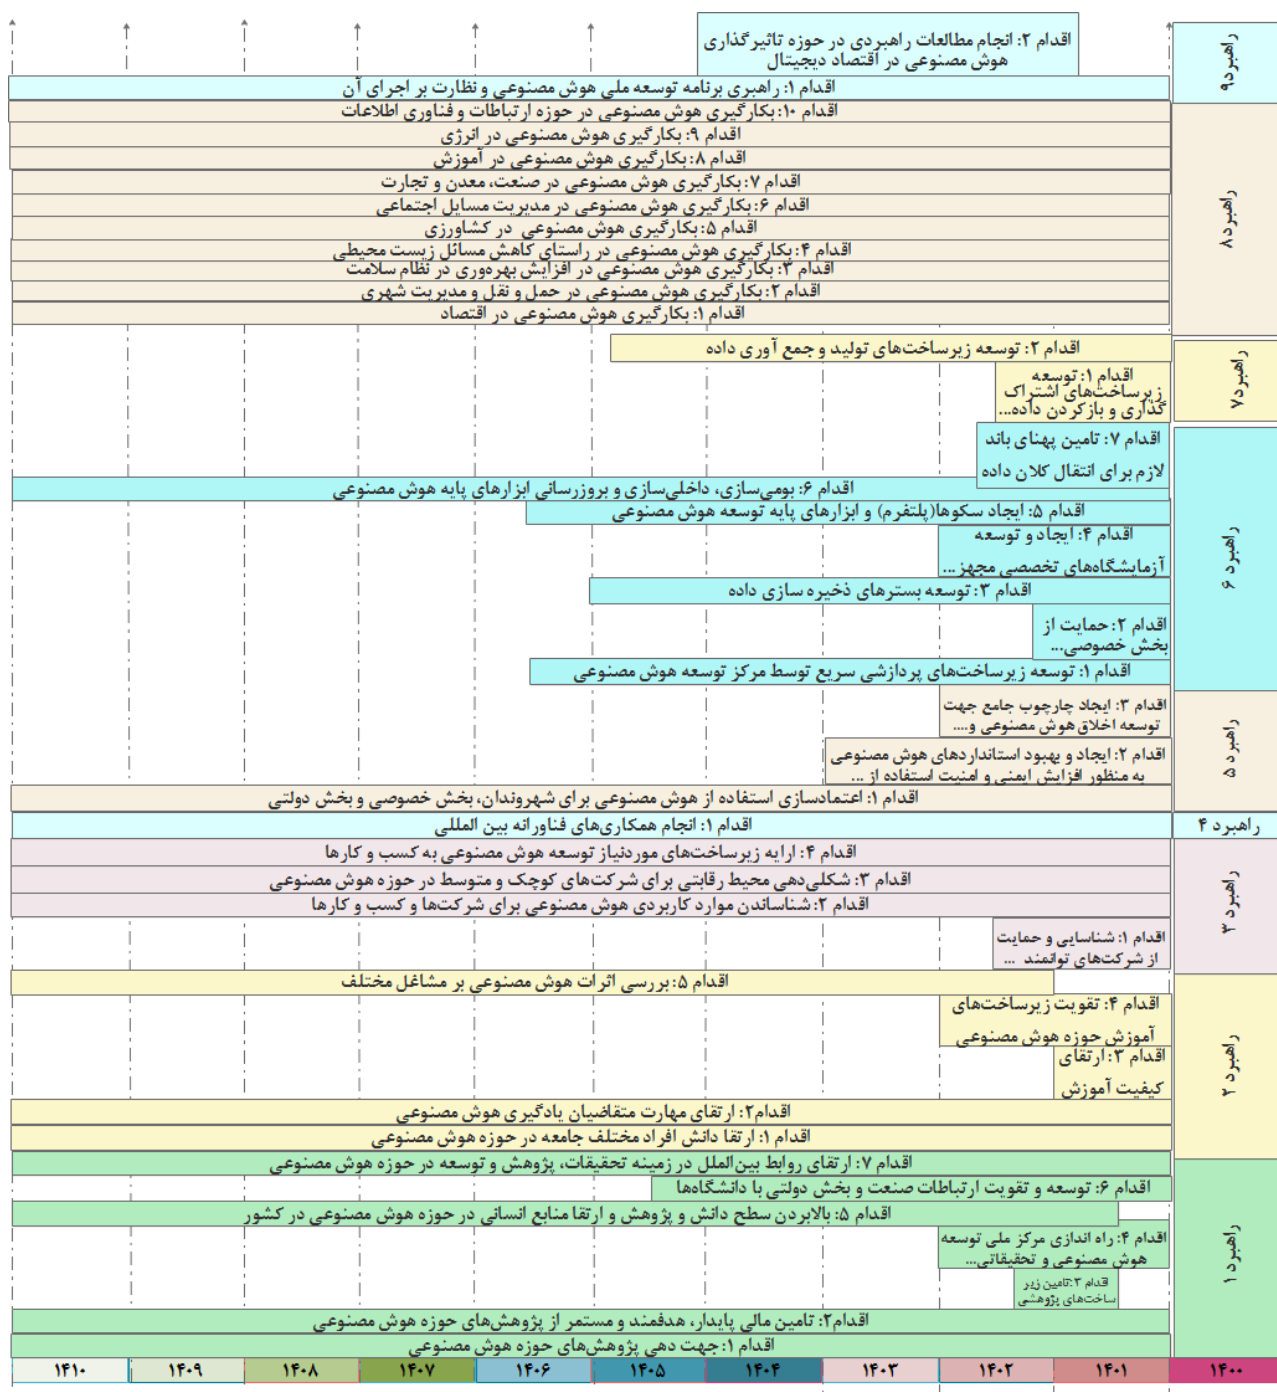 راهبرد۹
اقدام ۲: انجام مطالعات راهبردی در حوزه تاثیرگذاری
هوش مصنوعی در اقتصاد دیجیتال
اقدام ۱: راهبری برنامه توسعه ملی هوش مصنوعی و نظارت بر اجرای آن
راهبرد۸
اقدام ۱۰: بکارگیری هوش مصنوعی در حوزه ارتباطات و فناوری اطلاعات
اقدام ۹: بکارگیری هوش مصنوعی در انرژی
اقدام ۸: بکارگیری هوش مصنوعی در آموزش
اقدام ۷: بکارگیری هوش مصنوعی در صنعت، معدن و تجارت
اقدام ۶: بکارگیری هوش مصنوعی در مدیریت مسایل اجتماعی
اقدام ۵: بکارگیری هوش مصنوعی در کشاورزی
اقدام ۴: بکارگیری هوش مصنوعی در راستای کاهش مسائل زیست محیطی
اقدام ۳: بکارگیری هوش مصنوعی در افزایش بهره‌وری در نظام سلامت
اقدام ۲: بکارگیری هوش مصنوعی در حمل و نقل و مدیریت شهری
اقدام ۱: بکارگیری هوش مصنوعی در اقتصاد
راهبرد۷
اقدام ۲: توسعه زیرساخت‌های تولید و جمع آوری داده
اقدام ۱: توسعه
زیرساخت‌های اشتراک
گذاری و بازکردن داده...
راهبرد ۶
اقدام ۷: تامین پهنای باند
لازم برای انتقال کلان داده
اقدام ۶: بومی‌سازی، داخلی‌سازی و بروزرسانی ابزارهای پایه هوش مصنوعی
اقدام ۵: ایجاد سکوها(پلتفرم) و ابزارهای پایه توسعه هوش مصنوعی
اقدام ۴: ایجاد و توسعه
آزمایشگاه‌های تخصصی مجهز...
اقدام ۳: توسعه بسترهای ذخیره سازی داده
اقدام ۲: حمایت از
بخش خصوصی...
اقدام ۱: توسعه زیرساخت‌های پردازشی سریع توسط مرکز توسعه هوش مصنوعی
راهبرد ۵
اقدام ۳: ایجاد چارچوب جامع جهت
توسعه اخلاق هوش مصنوعی و....
اقدام ۲: ایجاد و بهبود استانداردهای هوش مصنوعی
به منظور افزایش ایمنی و امنیت استفاده از ...
اقدام ۱: اعتمادسازی استفاده از هوش مصنوعی برای شهروندان، بخش خصوصی و بخش دولتی
راهبرد ۴
اقدام ۱: انجام همکاری‌های فناورانه بین المللی
راهبرد ۳
اقدام ۴: ارایه زیرساخت‌های موردنیاز توسعه هوش مصنوعی به کسب و کارها
اقدام ۳: شکلی‌دهی محیط رقابتی برای شرکت‌های کوچک و متوسط در حوزه هوش مصنوعی
اقدام ۲: شناساندن موارد کاربردی هوش مصنوعی برای شرکت‌ها و کسب و کارها
اقدام ۱: شناسایی و حمایت
از شرکت‌های توانمند ...
راهبرد ۲
اقدام ۵: بررسی اثرات هوش مصنوعی بر مشاغل مختلف
اقدام ۴: تقویت زیرساخت‌های
آموزش حوزه هوش مصنوعی
اقدام ۳: ارتقای
کیفیت آموزش
اقدام۲: ارتقای مهارت متقاضیان یادگیری هوش مصنوعی
اقدام ۱: ارتقا دانش افراد مختلف جامعه در حوزه هوش مصنوعی
راهبرد ۱
اقدام ۷: ارتقای روابط بین‌الملل در زمینه تحقیقات، پژوهش و توسعه در حوزه هوش مصنوعی
اقدام ۶: توسعه و تقویت ارتباطات صنعت و بخش دولتی با دانشگاه‌ها
اقدام ۵: بالابردن سطح دانش و پژوهش و ارتقا منابع انسانی در حوزه هوش مصنوعی در کشور
اقدام ۴: راه اندازی مرکز ملی توسعه
هوش مصنوعی و تحقیقاتی...
اقدام ۳:تامین زیر
ساخت‌های پژوهشی
اقدام۲: تامین مالی پایدار، هدفمند و مستمر از پژوهش‌های حوزه هوش مصنوعی
اقدام ۱: جهت دهی پژوهش‌های حوزه هوش مصنوعی
۱۴۰۰ ۱۴۰۱ ۱۴۰۲ ۱۴۰۳ ۱۴۰۴ ۱۴۰۵ ۱۴۰۶ ۱۴۰۷ ۱۴۰۸ ۱۴۰۹ ۱۴۱۰